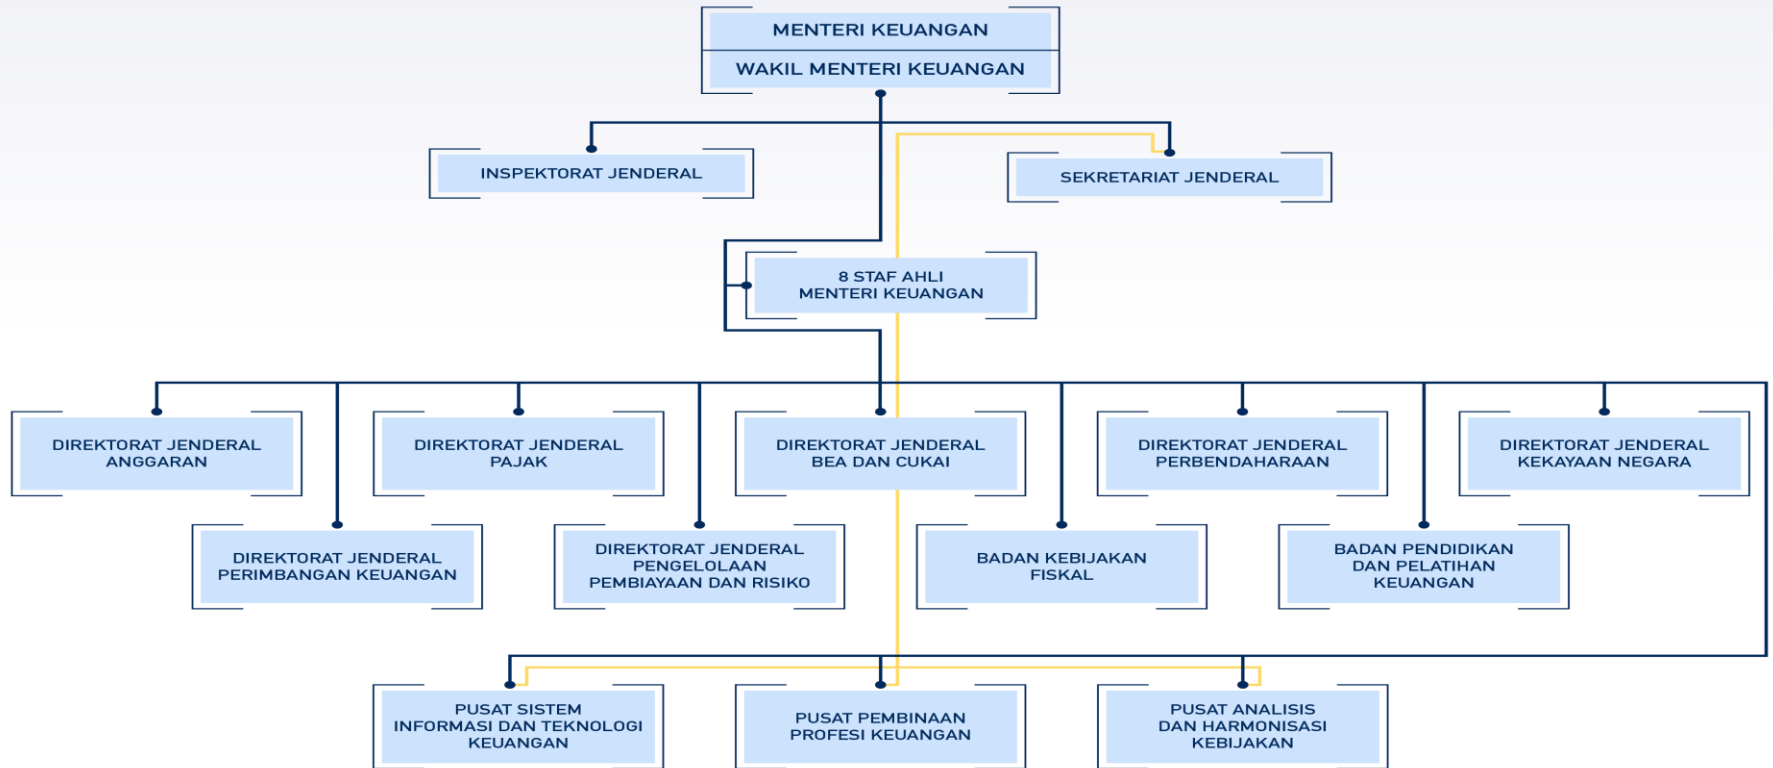 MENTERI KEUANGAN
WAKIL MENTERI KEUANGAN
INSPEKTORAT JENDERAL
SEKRETARIAT JENDERAL
8 STAF AHLI
MENTERI KEUANGAN
DIREKTORAT JENDERAL
ANGGARAN
DIREKTORAT JENDERAL
PAJAK
DIREKTORAT JENDERAL
BEA DAN CUKAI
DIREKTORAT JENDERAL
PERBENDAHARAAN
DIREKTORAT JENDERAL
KEKAYAAN NEGARA
DIREKTORAT JENDERAL
PERIMBANGAN KEUANGAN
DIREKTORAT JENDERAL
PENGELOLAAN
PEMBIAYAAN DAN RISIKO
BADAN KEBIJAKAN
FISKAL
BADAN PENDIDIKAN
DAN PELATIHAN
KEUANGAN
PUSAT SISTEM
INFORMASI DAN TEKNOLOGI
KEUANGAN
PUSAT PEMBINAAN
PROFESI KEUANGAN
PUSAT ANALISIS
DAN HARMONISASI
KEBIJAKAN